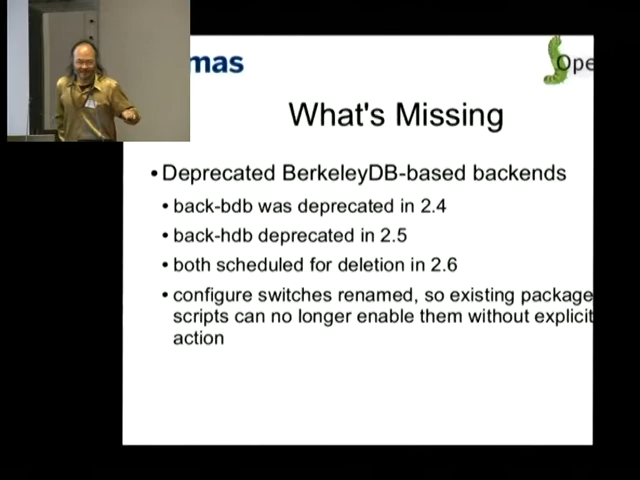 mas
Ope
What's Missing
• Deprecated BerkeleyDB-based backends
• back-bdb was deprecated in 2.4
• back-hdb deprecated in 2.5
• both scheduled for deletion in 2.6
• configure switches renamed, so existing package
scripts can no longer enable them without explicit
action